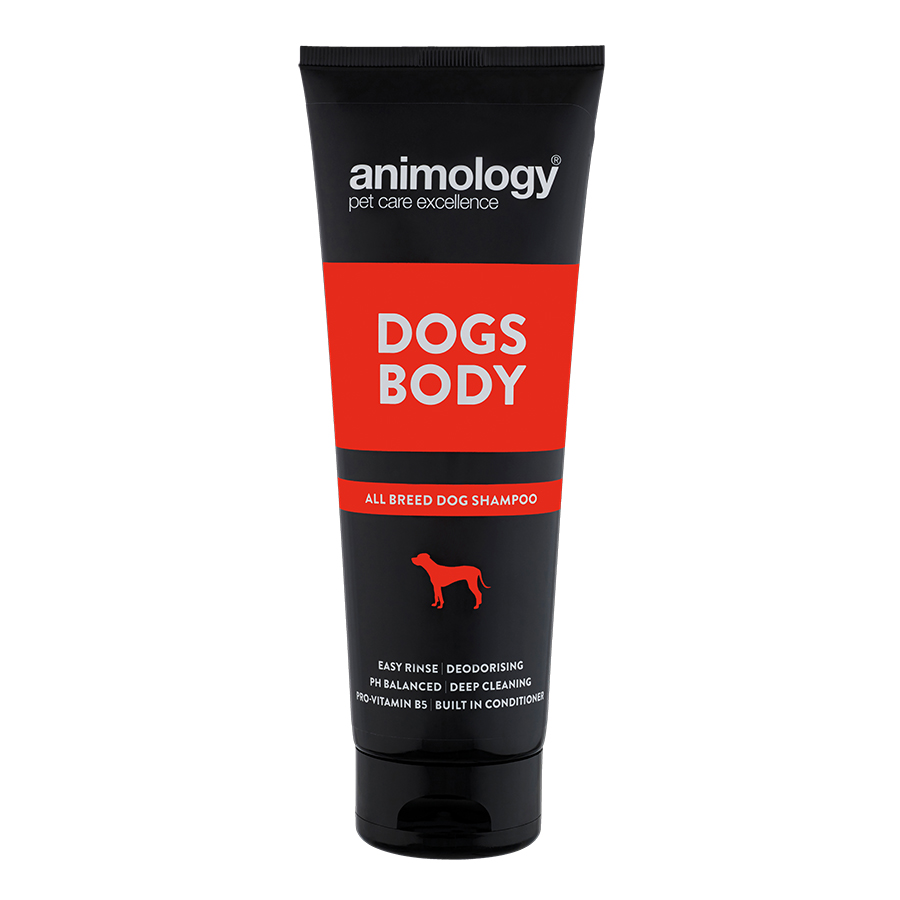 animology®
pet care excellence
DOGS
BODY
ALL BREED DOG SHAMPOO
EASY RINSE | DEODORISING
PH BALANCED | DEEP CLEANING
PRO-VITAMIN B5 | BUILT IN CONDITIONER